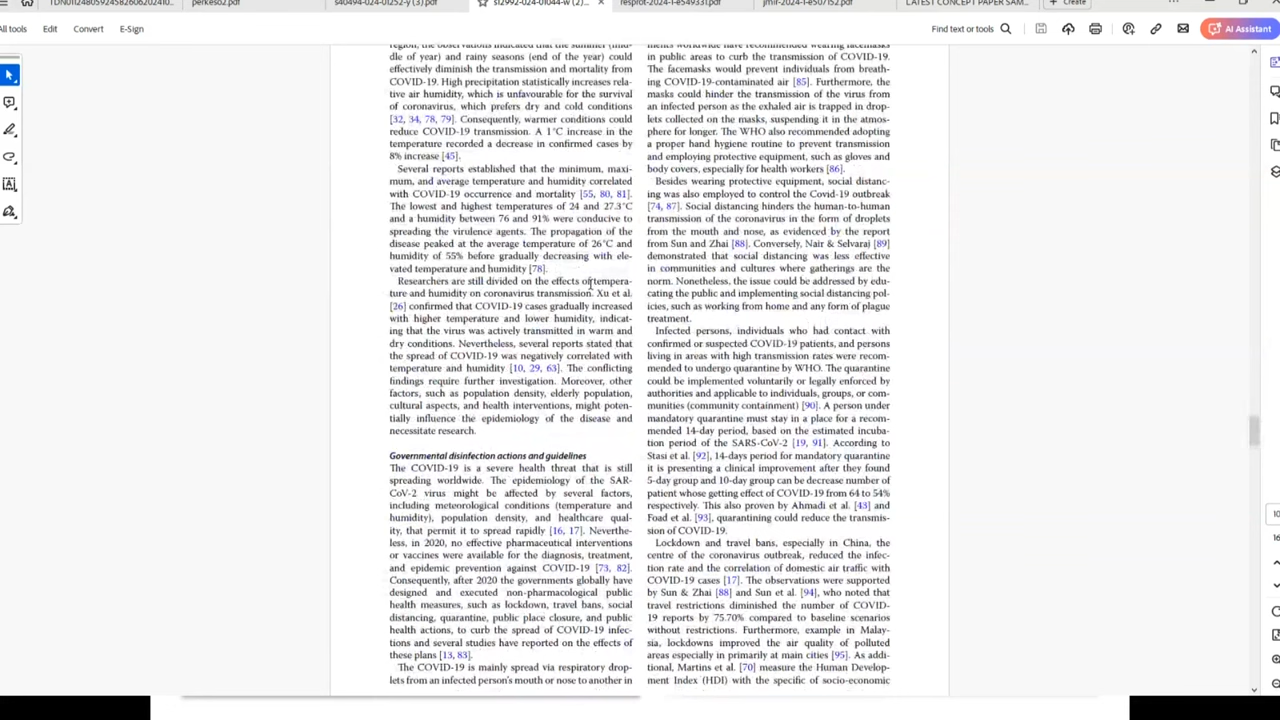 TDN01124805924582606202410...
perkeso2.pdf
s40494-024-01252-y (3).pdf
s12992-024-01044-w (2)...
resprot-2024-1-e54933.pdf
jmir-2024-1-e50
LATEST CONCEPT PAPER SAM...
+ Create
All tools
Edit
Convert
E-Sign
Find text or tools
AI Assistant
region, the observations indicated that the summer (mid-
dle of year) and rainy seasons (end of the year) could
effectively diminish the transmission and mortality from
COVID-19. High precipitation statistically increases rela-
tive air humidity, which is unfavourable for the survival
of coronavirus, which prefers dry and cold conditions
[32, 34, 78, 79]. Consequently, warmer conditions could
reduce COVID-19 transmission. A 1°C increase in the
temperature recorded a decrease in confirmed cases by
8% increase [45].
Several reports established that the minimum, maxi-
mum, and average temperature and humidity correlated
with COVID-19 occurrence and mortality [55, 80, 81].
The lowest and highest temperatures of 24 and 27.3°C
and a humidity between 76 and 91% were conducive to
spreading the virulence agents. The propagation of the
disease peaked at the average temperature of 26°C and
humidity of 55% before gradually decreasing with ele-
vated temperature and humidity [78].
Researchers are still divided on the effects of tempera-
ture and humidity on coronavirus transmission. Xu et al.
[26] confirmed that COVID-19 cases gradually increased
with higher temperature and lower humidity, indicat-
ing that the virus was actively transmitted in warm and
dry conditions. Nevertheless, several reports stated that
the spread of COVID-19 was negatively correlated with
temperature and humidity [10, 29, 63]. The conflicting
findings require further investigation. Moreover, other
factors, such as population density, elderly population,
cultural aspects, and health interventions, might poten-
tially influence the epidemiology of the disease and
necessitate research.
Governmental disinfection actions and guidelines
The COVID-19 is a severe health threat that is still
spreading worldwide. The epidemiology of the SAR-
CoV-2 virus might be affected by several factors,
including meteorological conditions (temperature and
humidity), population density, and healthcare qual-
ity, that permit it to spread rapidly [16, 17]. Neverthe-
less, in 2020, no effective pharmaceutical interventions
or vaccines were available for the diagnosis, treatment,
and epidemic prevention against COVID-19 [73, 82].
Consequently, after 2020 the governments globally have
designed and executed non-pharmacological public
health measures, such as lockdown, travel bans, social
distancing, quarantine, public place closure, and public
health actions, to curb the spread of COVID-19 infec-
tions and several studies have reported on the effects of
these plans [13, 83].
The COVID-19 is mainly spread via respiratory drop-
lets from an infected person's mouth or nose to another in
ments worldwide have recommended wearing facemasks
in public areas to curb the transmission of COVID-19.
The facemasks would prevent individuals from breath-
ing COVID-19-contaminated air [85]. Furthermore, the
masks could hinder the transmission of the virus from
an infected person as the exhaled air is trapped in drop-
lets collected on the masks, suspending it in the atmos-
phere for longer. The WHO also recommended adopting
a proper hand hygiene routine to prevent transmission
and employing protective equipment, such as gloves and
body covers, especially for health workers [86].
Besides wearing protective equipment, social distanc-
ing was also employed to control the Covid-19 outbreak
[74, 87]. Social distancing hinders the human-to-human
transmission of the coronavirus in the form of droplets
from the mouth and nose, as evidenced by the report
from Sun and Zhai [88]. Conversely, Nair & Selvaraj [89]
demonstrated that social distancing was less effective
in communities and cultures where gatherings are the
norm. Nonetheless, the issue could be addressed by edu-
cating the public and implementing social distancing pol-
icies, such as working from home and any form of plague
treatment.
Infected persons, individuals who had contact with
confirmed or suspected COVID-19 patients, and persons
living in areas with high transmission rates were recom-
mended to undergo quarantine by WHO. The quarantine
could be implemented voluntarily or legally enforced by
authorities and applicable to individuals, groups, or com-
munities (community containment) [90]. A person under
mandatory quarantine must stay in a place for a recom-
mended 14-day period, based on the estimated incuba-
tion period of the SARS-CoV-2 [19, 91]. According to
Stasi et al. [92], 14-days period for mandatory quarantine
it is presenting a clinical improvement after they found
5-day group and 10-day group can be decrease number of
patient whose getting effect of COVID-19 from 64 to 54%
respectively. This also proven by Ahmadi et al. [43] and
Foad et al. [93], quarantining could reduce the transmis-
sion of COVID-19.
Lockdown and travel bans, especially in China, the
centre of the coronavirus outbreak, reduced the infec-
tion rate and the correlation of domestic air traffic with
COVID-19 cases [17]. The observations were supported
by Sun & Zhai [88] and Sun et al. [94], who noted that
travel restrictions diminished the number of COVID-
19 reports by 75.70% compared to baseline scenarios
without restrictions. Furthermore, example in Malay-
sia, lockdowns improved the air quality of polluted
areas especially in primarily at main cities [95]. As addi-
tional, Martins et al. [70] measure the Human Develop-
ment Index (HDI) with the specific of socio-economic
10
16